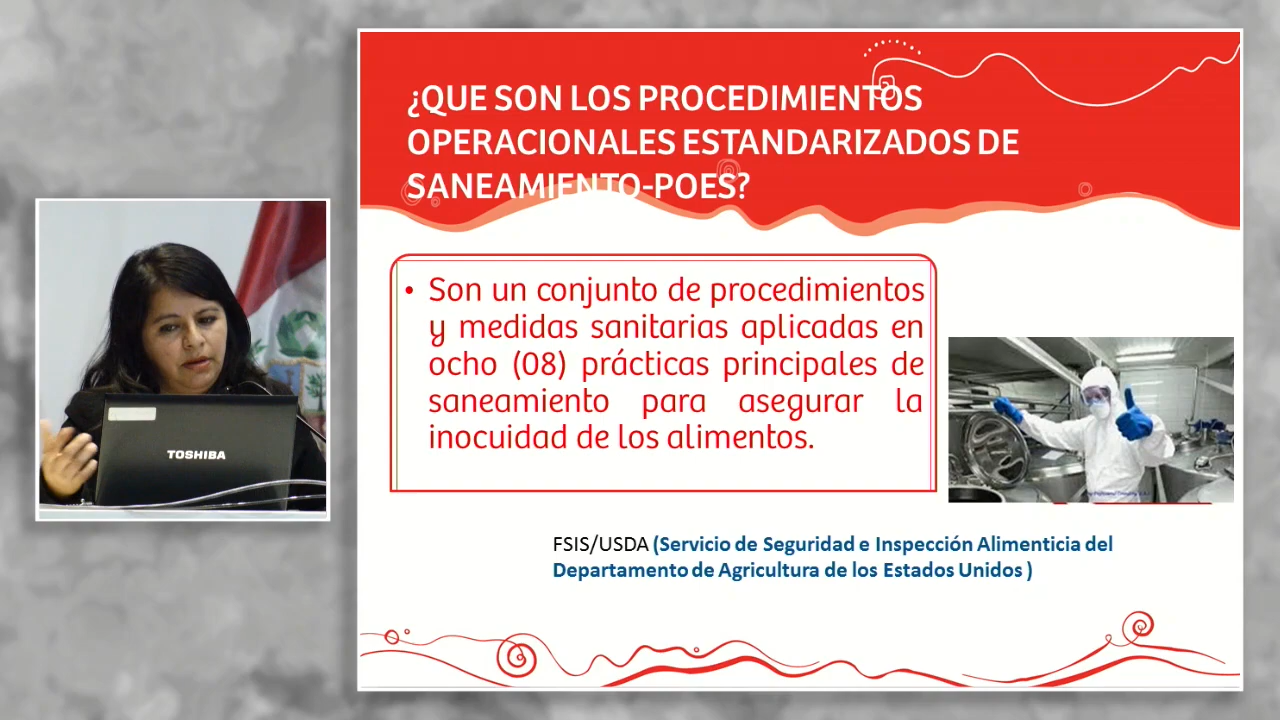 ¿QUE SON LOS PROCEDIMIENTOS
OPERACIONALES ESTANDARIZADOS DE
SANEAMIENTO-POES?
• Son un conjunto de procedimientos
y medidas sanitarias aplicadas en
ocho (08) prácticas principales de
saneamiento para asegurar la
inocuidad de los alimentos.
TOSHIBA
FSIS/USDA (Servicio de Seguridad e Inspección Alimenticia del
Departamento de Agricultura de los Estados Unidos )